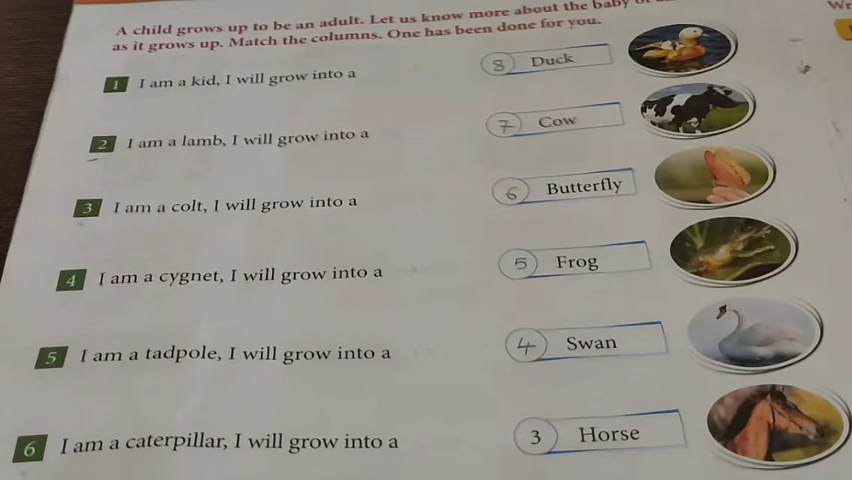 A child grows up to be an adult. Let us know more about the baby
as it grows up. Match the columns. One has been done for you.
Wr
1 I am a kid, I will grow into a
8 Duck
2 I am a lamb, I will grow into a
7 Cow
3 I am a colt, I will grow into a
6 Butterfly
4 I am a cygnet, I will grow into a
5 Frog
5 I am a tadpole, I will grow into a
4 Swan
6 I am a caterpillar, I will grow into a
3 Horse